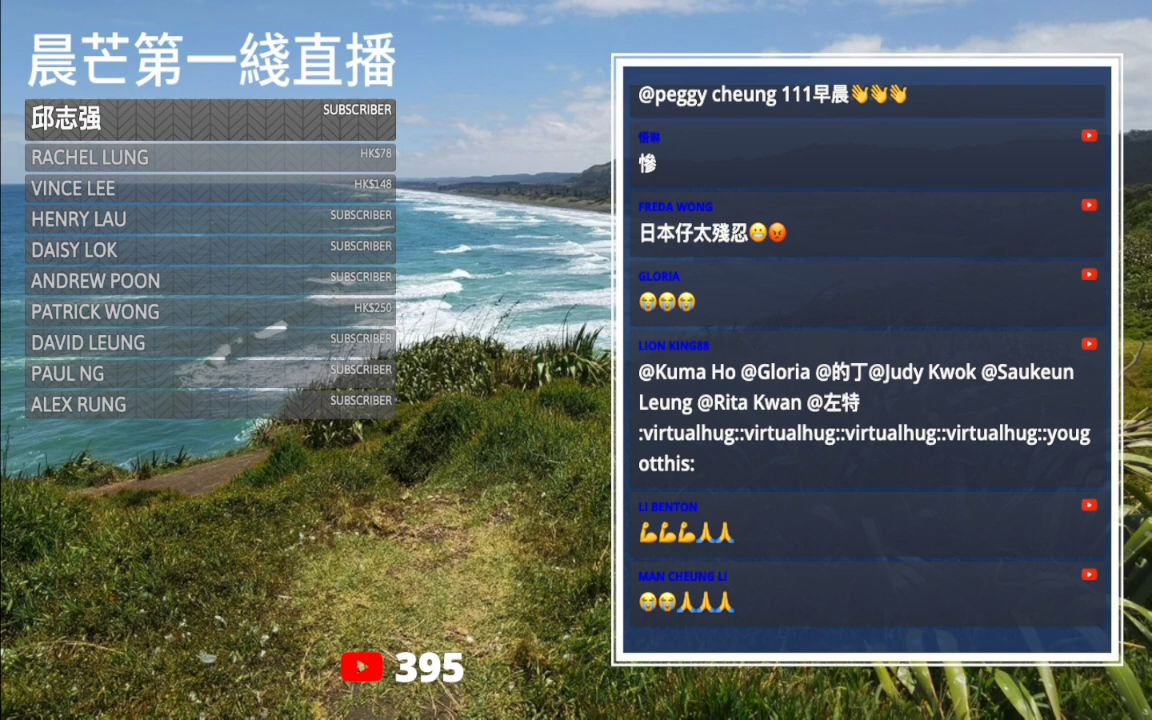 晨芒第一綫直播
邱志强 SUBSCRIBER
RACHEL LUNG HK$78
VINCE LEE HK$148
HENRY LAU SUBSCRIBER
DAISY LOK SUBSCRIBER
ANDREW POON SUBSCRIBER
PATRICK WONG HK$250
DAVID LEUNG SUBSCRIBER
PAUL NG SUBSCRIBER
ALEX RUNG SUBSCRIBER
395
@peggy cheung 111早晨👋👋👋
慘
FREDA WONG
日本仔太殘忍😬😡
GLORIA
😭😭😭
LION KING88
@Kuma Ho @Gloria @的丁@Judy Kwok @Saukeun
Leung @Rita Kwan @左特
:virtualhug::virtualhug::virtualhug::virtualhug::youg
otthis:
LI BENTON
💪💪💪🙏🙏
MAN CHEUNG LI
😭😭🙏🙏🙏